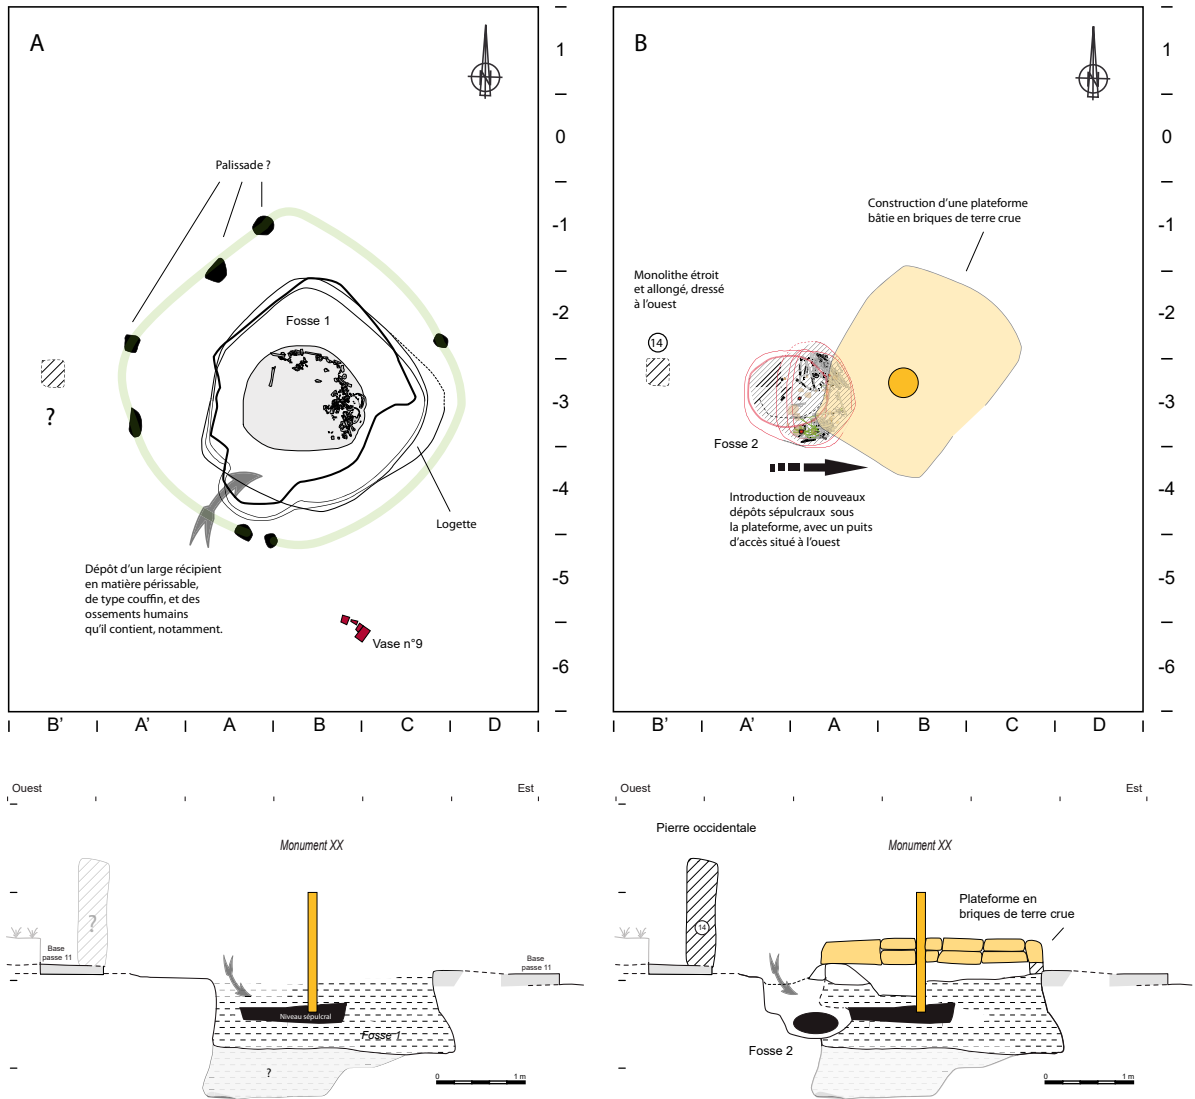 A
N
Palissade ?
Fosse 1
?
Logette
Dépôt d'un large récipient
en matière périssable,
de type couffin, et des
ossements humains
qu'il contient, notamment.
Vase n°9
1
0
-1
-2
-3
-4
-5
-6
B' A' A B C D
B
N
Construction d'une plateforme
bâtie en briques de terre crue
Monolithe étroit
et allongé, dressé
à l'ouest
14
Fosse 2
Introduction de nouveaux
dépôts sépulcraux sous
la plateforme, avec un puits
d'accès situé à l'ouest
1
0
-1
-2
-3
-4
-5
-6
B' A' A B C D
Ouest Est
Monument XX
?
Base
passe 11
Base
passe 11
Niveau sépulcral
Fosse 1
?
0 1 m
Ouest Est
Pierre occidentale
Monument XX
14
Plateforme en
briques de terre crue
Fosse 2
0 1 m